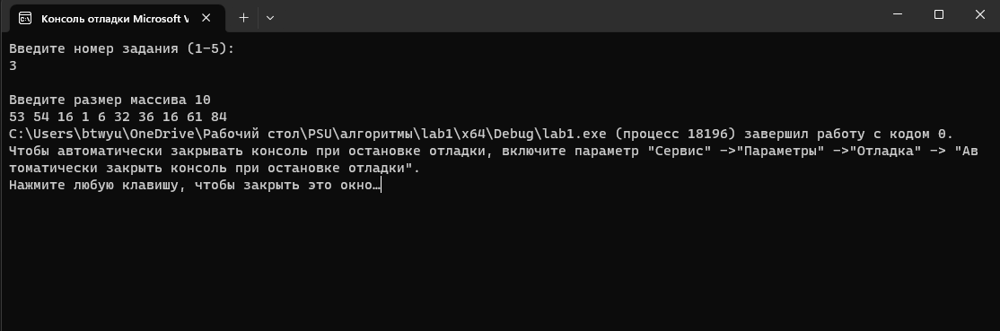 Консоль отладки Microsoft V
Введите номер задания (1-5):
3
Введите размер массива 10
53 54 16 1 6 32 36 16 61 84
C:\Users\btwyu\OneDrive\Рабочий стол\PSU\алгоритмы\lab1\x64\Debug\lab1.exe (процесс 18196) завершил работу с кодом 0.
Чтобы автоматически закрывать консоль при остановке отладки, включите параметр "Сервис" ->"Параметры" ->"Отладка" -> "Ав
томатически закрыть консоль при остановке отладки".
Нажмите любую клавишу, чтобы закрыть это окно…